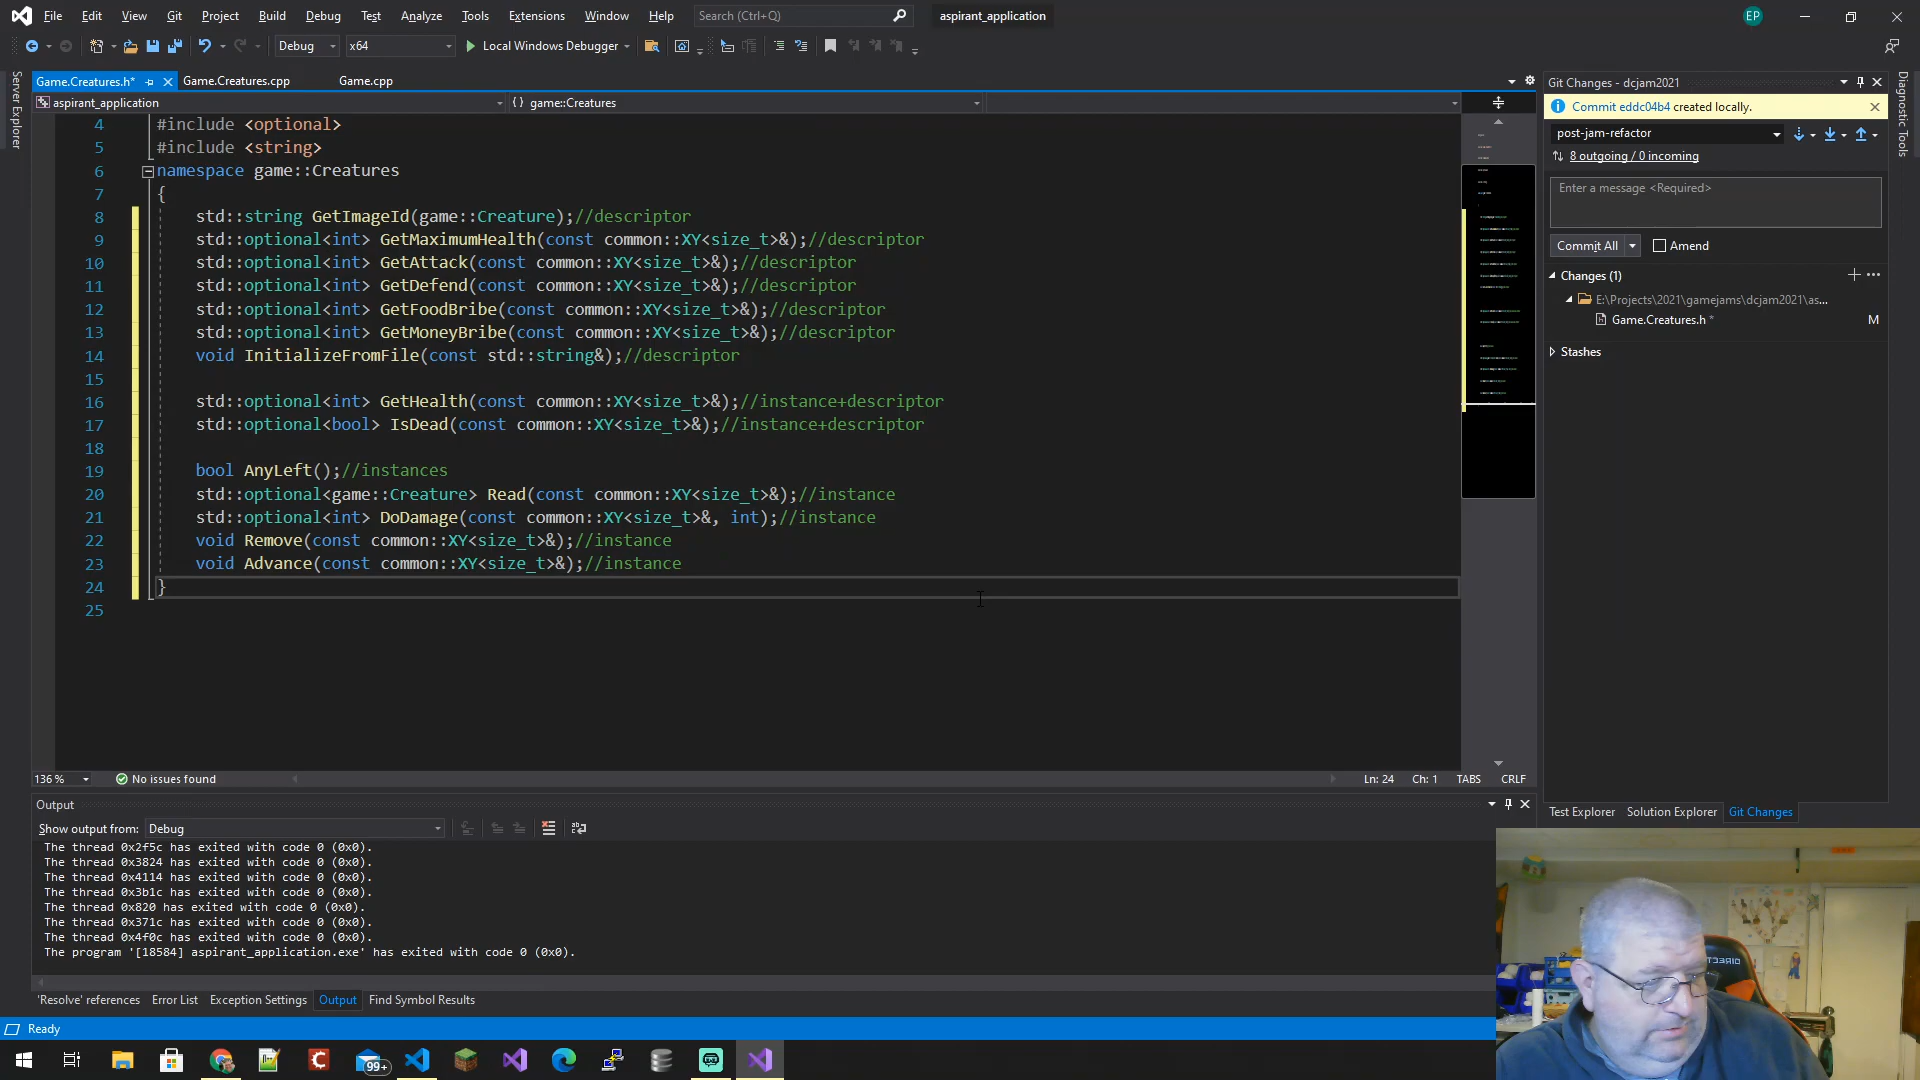 File Edit View Git Project Build Debug Test Analyze Tools Extensions Window Help Search (Ctrl+Q) aspirant_application EP
Debug x64 Local Windows Debugger
Server Explorer
Game.Creatures.h* Game.Creatures.cpp Game.cpp
aspirant_application {} game::Creatures
4 #include <optional>
5 #include <string>
6 namespace game::Creatures
7 {
8 std::string GetImageId(game::Creature);//descriptor
9 std::optional<int> GetMaximumHealth(const common::XY<size_t>&);//descriptor
10 std::optional<int> GetAttack(const common::XY<size_t>&);//descriptor
11 std::optional<int> GetDefend(const common::XY<size_t>&);//descriptor
12 std::optional<int> GetFoodBribe(const common::XY<size_t>&);//descriptor
13 std::optional<int> GetMoneyBribe(const common::XY<size_t>&);//descriptor
14 void InitializeFromFile(const std::string&);//descriptor
15
16 std::optional<int> GetHealth(const common::XY<size_t>&);//instance+descriptor
17 std::optional<bool> IsDead(const common::XY<size_t>&);//instance+descriptor
18
19 bool AnyLeft();//instances
20 std::optional<game::Creature> Read(const common::XY<size_t>&);//instance
21 std::optional<int> DoDamage(const common::XY<size_t>&, int);//instance
22 void Remove(const common::XY<size_t>&);//instance
23 void Advance(const common::XY<size_t>&);//instance
24 }
25
136 % No issues found Ln: 24 Ch: 1 TABS CRLF
Output
Show output from: Debug
The thread 0x2f5c has exited with code 0 (0x0).
The thread 0x3824 has exited with code 0 (0x0).
The thread 0x4114 has exited with code 0 (0x0).
The thread 0x3b1c has exited with code 0 (0x0).
The thread 0x820 has exited with code 0 (0x0).
The thread 0x371c has exited with code 0 (0x0).
The thread 0x4f0c has exited with code 0 (0x0).
The program '[18584] aspirant_application.exe' has exited with code 0 (0x0).
'Resolve' references Error List Exception Settings Output Find Symbol Results
Ready
99+
Git Changes - dcjam2021
Commit eddc04b4 created locally.
post-jam-refactor
8 outgoing / 0 incoming
Enter a message <Required>
Commit All Amend
Changes (1)
E:\Projects\2021\gamejams\dcjam2021\as...
Game.Creatures.h * M
Stashes
Test Explorer Solution Explorer Git Changes
Diagnostic Tools